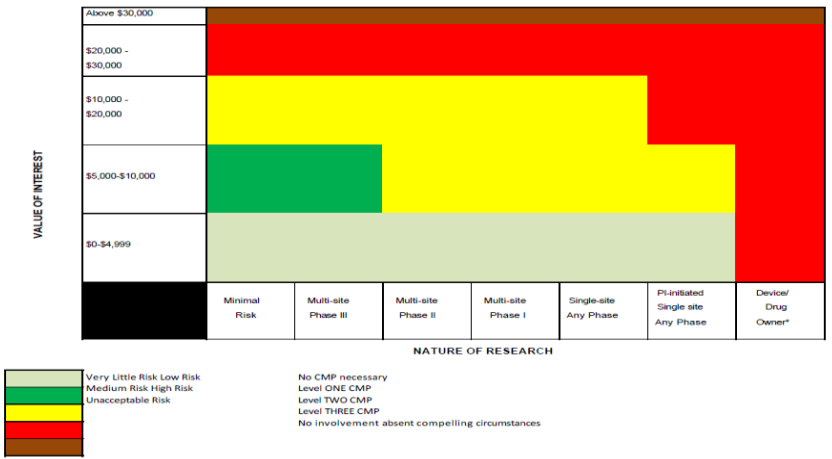 Above $30,000
$20,000 -
$30,000
$10,000 -
$20,000
$5,000-$10,000
$0-$4,999
VALUE OF INTEREST
Minimal
Risk
Multi-site
Phase III
Multi-site
Phase II
Multi-site
Phase I
Single-site
Any Phase
PI-initiated
Single site
Any Phase
Device/
Drug
Owner*
NATURE OF RESEARCH
Very Little Risk Low Risk
Medium Risk High Risk
Unacceptable Risk
No CMP necessary
Level ONE CMP
Level TWO CMP
Level THREE CMP
No involvement absent compelling circumstances